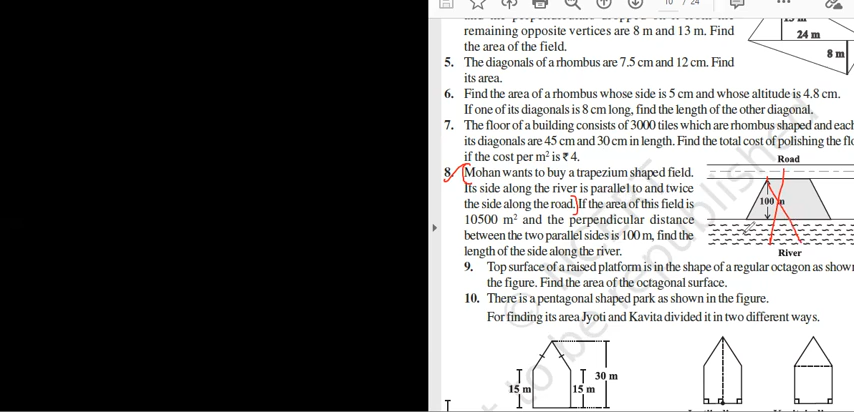 10 / 24
remaining opposite vertices are 8 m and 13 m. Find
the area of the field.
24 m
8 m
5. The diagonals of a rhombus are 7.5 cm and 12 cm. Find
its area.
6. Find the area of a rhombus whose side is 5 cm and whose altitude is 4.8 cm.
If one of its diagonals is 8 cm long, find the length of the other diagonal.
7. The floor of a building consists of 3000 tiles which are rhombus shaped and each
its diagonals are 45 cm and 30 cm in length. Find the total cost of polishing the flo
if the cost per m² is ₹ 4.
8. Mohan wants to buy a trapezium shaped field.
Its side along the river is parallel to and twice
the side along the road. If the area of this field is
10500 m² and the perpendicular distance
between the two parallel sides is 100 m, find the
length of the side along the river.
Road
100 m
River
9. Top surface of a raised platform is in the shape of a regular octagon as shown
the figure. Find the area of the octagonal surface.
10. There is a pentagonal shaped park as shown in the figure.
For finding its area Jyoti and Kavita divided it in two different ways.
15 m
15 m
30 m